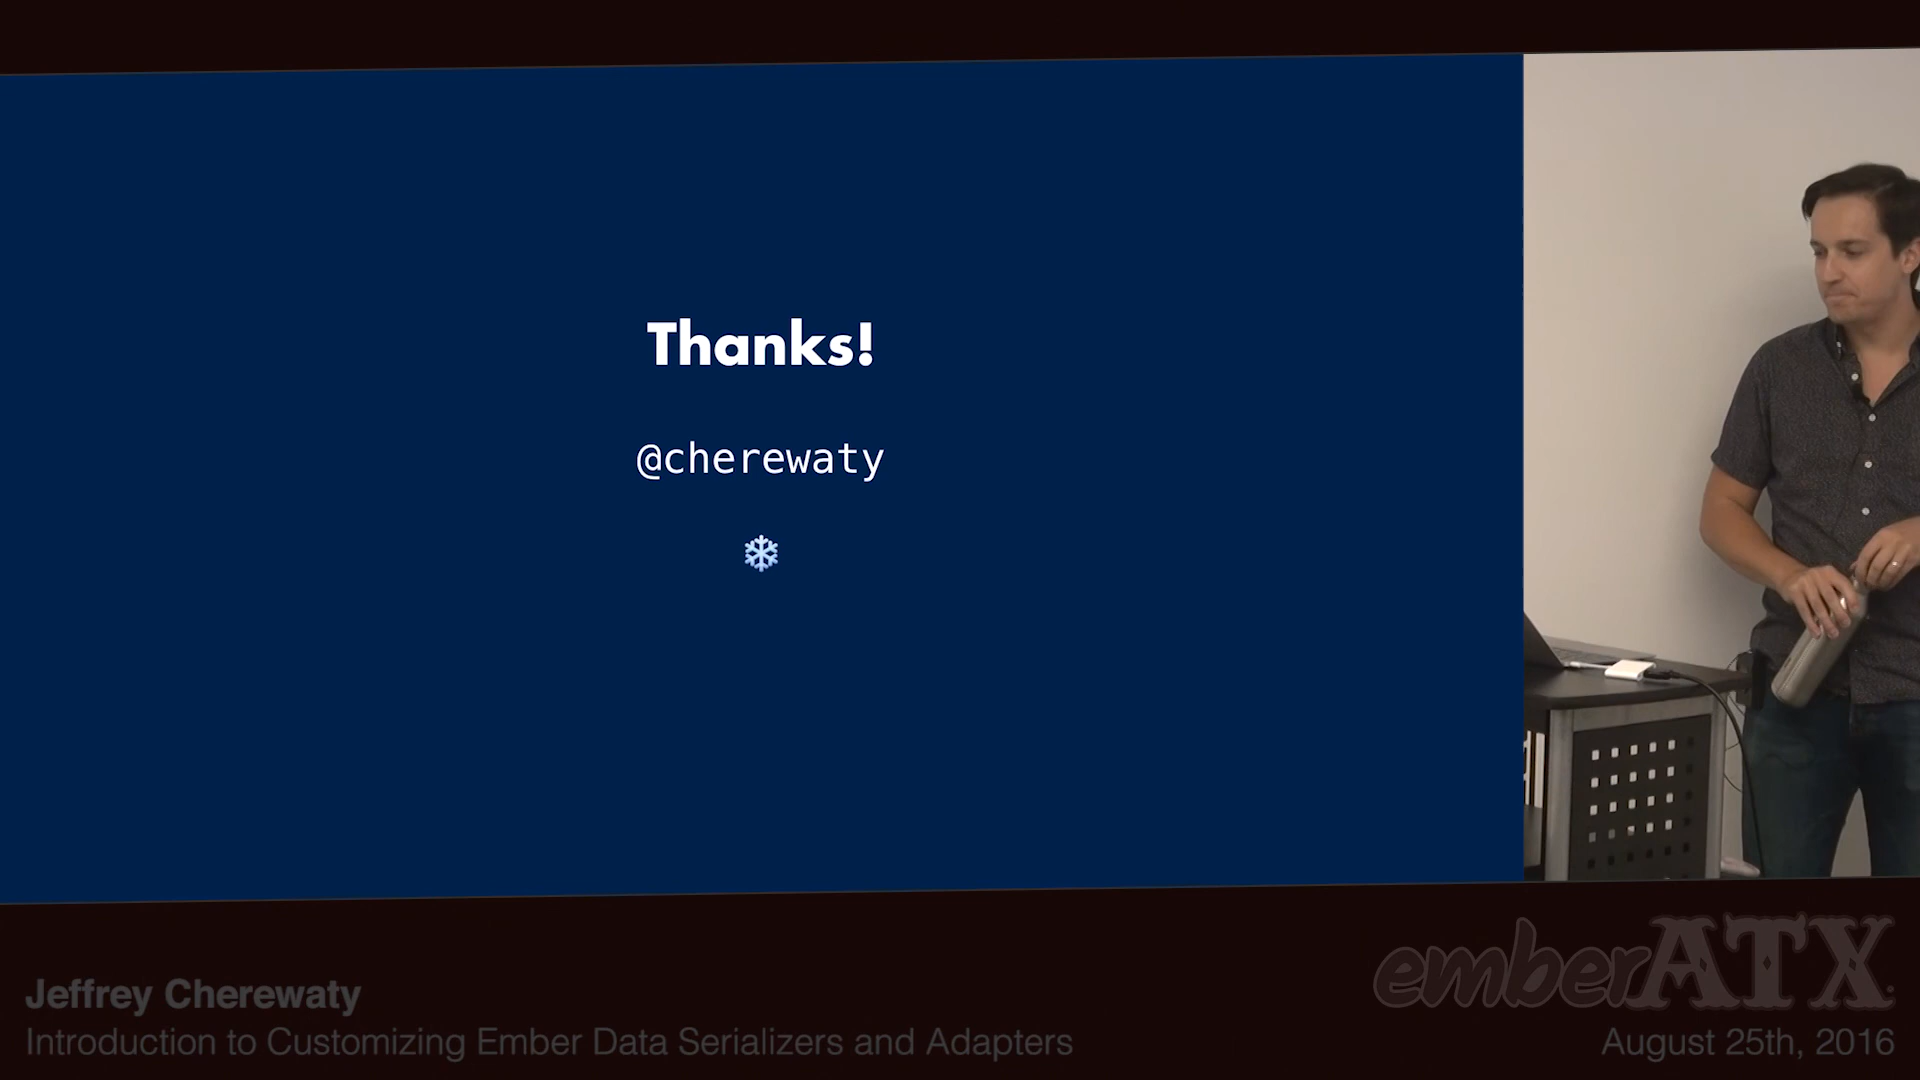 Thanks!
@cherewaty
Jeffrey Cherewaty
Introduction to Customizing Ember Data Serializers and Adapters
emberATX
August 25th, 2016